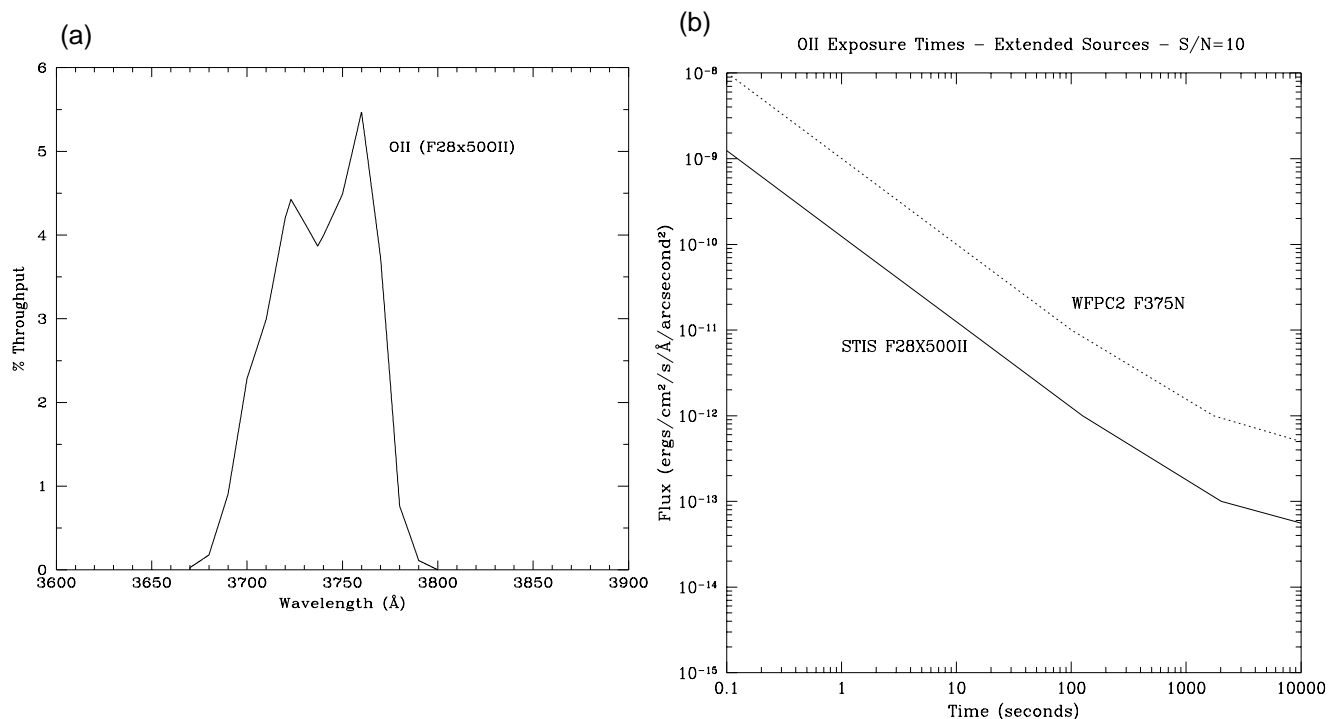 (a)
6
5
4
3
2
1
0
% Throughput
OII (F28x50OII)
3600 3650 3700 3750 3800 3850 3900
Wavelength (Å)
(b)
OII Exposure Times – Extended Sources – S/N=10
10⁻⁸
10⁻⁹
10⁻¹⁰
10⁻¹¹
10⁻¹²
10⁻¹³
10⁻¹⁴
10⁻¹⁵
Flux (ergs/cm²/s/Å/arcsecond²)
WFPC2 F375N
STIS F28X50OII
0.1 1 10 100 1000 10000
Time (seconds)